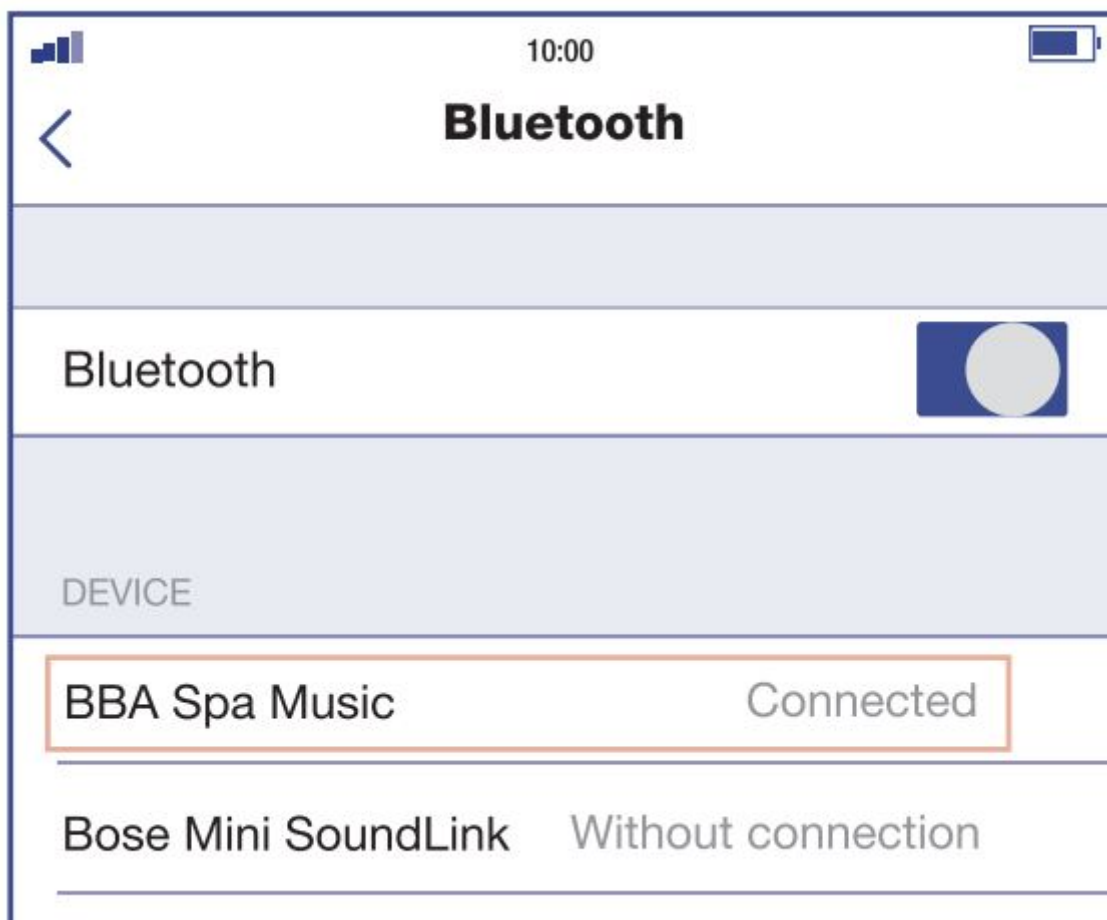 10:00
Bluetooth
Bluetooth
DEVICE
BBA Spa Music Connected
Bose Mini SoundLink Without connection